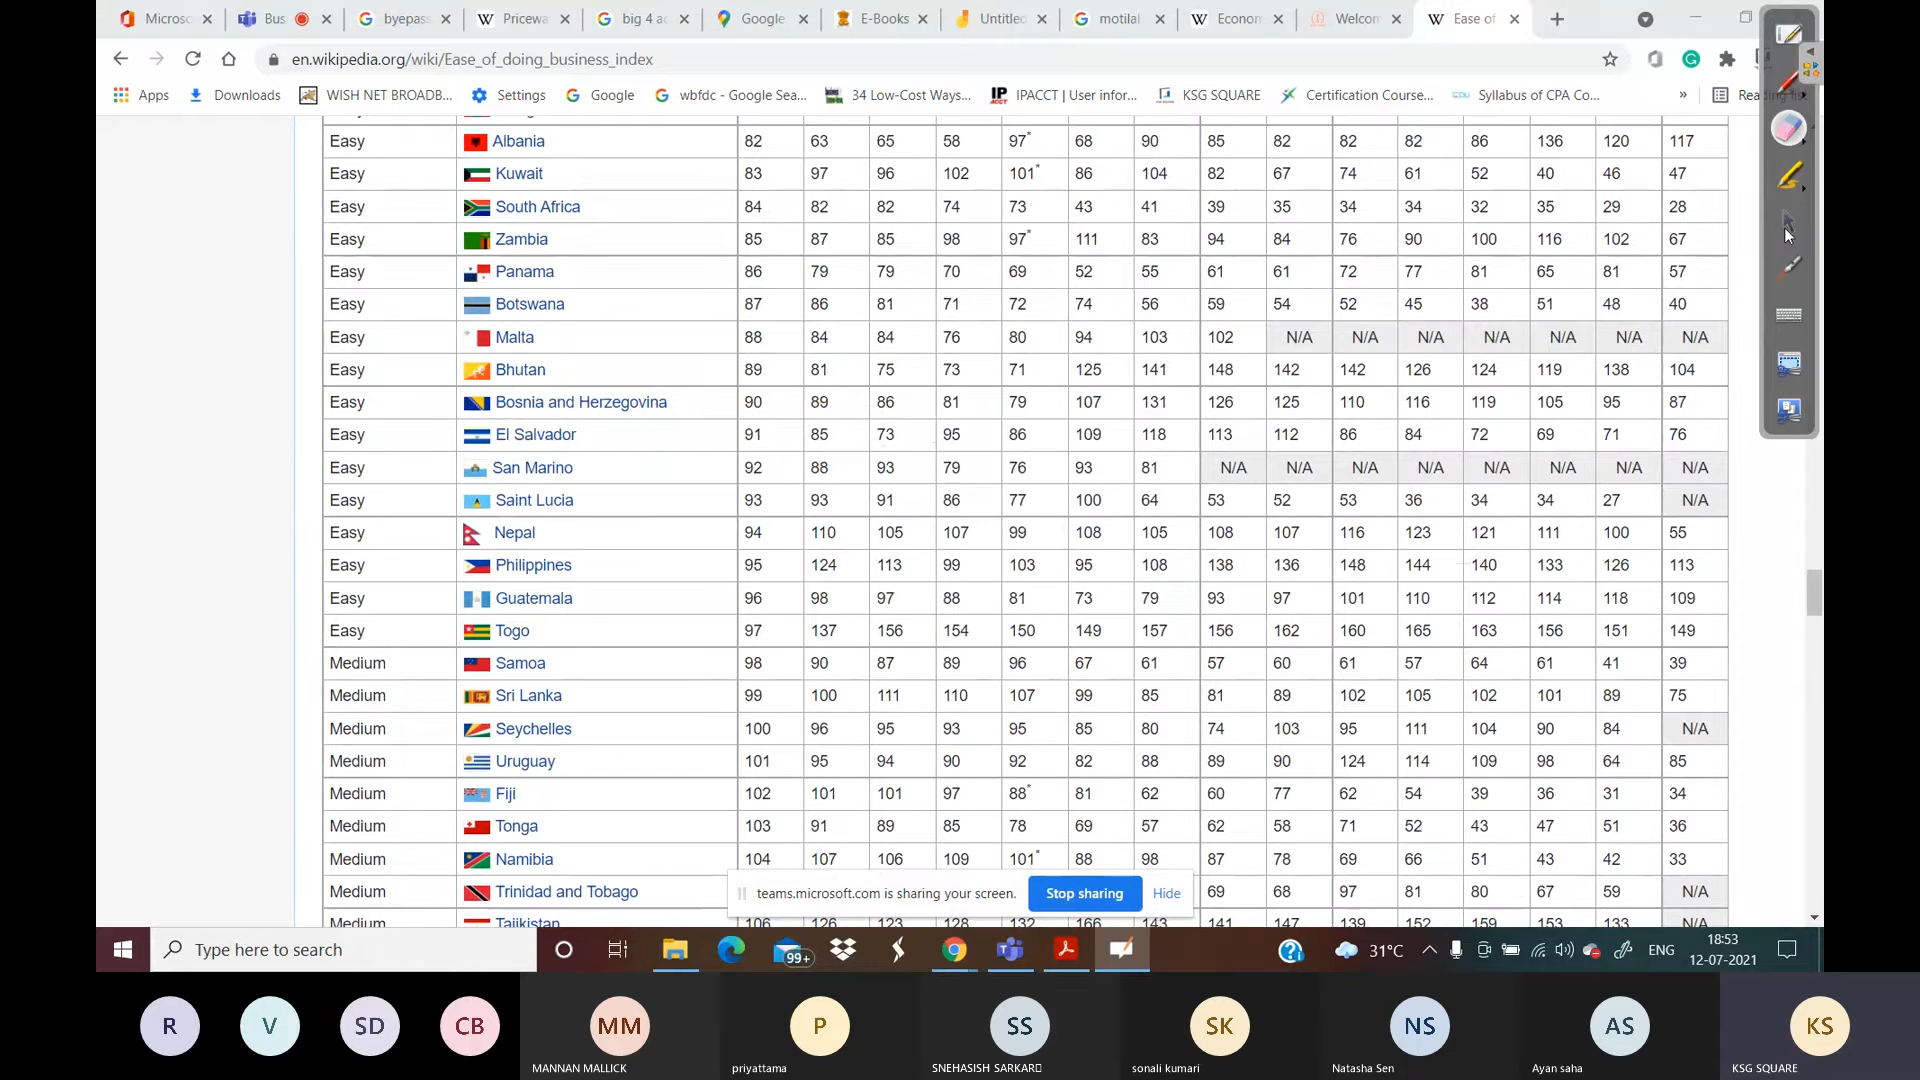 Microsc
Bus
byepas
Pricewa
big 4 ac
Google
E-Books
Untitlec
motilal
Econon
Welcon
Ease of
en.wikipedia.org/wiki/Ease_of_doing_business_index
Apps Downloads WISH NET BROADB... Settings Google wbfdc - Google Sea... 34 Low-Cost Ways... IPACCT | User infor... KSG SQUARE Certification Course... Syllabus of CPA Co... »
Easy Albania 82 63 65 58 97* 68 90 85 82 82 82 86 136 120 117
Easy Kuwait 83 97 96 102 101* 86 104 82 67 74 61 52 40 46 47
Easy South Africa 84 82 82 74 73 43 41 39 35 34 34 32 35 29 28
Easy Zambia 85 87 85 98 97* 111 83 94 84 76 90 100 116 102 67
Easy Panama 86 79 79 70 69 52 55 61 61 72 77 81 65 81 57
Easy Botswana 87 86 81 71 72 74 56 59 54 52 45 38 51 48 40
Easy Malta 88 84 84 76 80 94 103 102 N/A N/A N/A N/A N/A N/A N/A
Easy Bhutan 89 81 75 73 71 125 141 148 142 142 126 124 119 138 104
Easy Bosnia and Herzegovina 90 89 86 81 79 107 131 126 125 110 116 119 105 95 87
Easy El Salvador 91 85 73 95 86 109 118 113 112 86 84 72 69 71 76
Easy San Marino 92 88 93 79 76 93 81 N/A N/A N/A N/A N/A N/A N/A N/A
Easy Saint Lucia 93 93 91 86 77 100 64 53 52 53 36 34 34 27 N/A
Easy Nepal 94 110 105 107 99 108 105 108 107 116 123 121 111 100 55
Easy Philippines 95 124 113 99 103 95 108 138 136 148 144 140 133 126 113
Easy Guatemala 96 98 97 88 81 73 79 93 97 101 110 112 114 118 109
Easy Togo 97 137 156 154 150 149 157 156 162 160 165 163 156 151 149
Medium Samoa 98 90 87 89 96 67 61 57 60 61 57 64 61 41 39
Medium Sri Lanka 99 100 111 110 107 99 85 81 89 102 105 102 101 89 75
Medium Seychelles 100 96 95 93 95 85 80 74 103 95 111 104 90 84 N/A
Medium Uruguay 101 95 94 90 92 82 88 89 90 124 114 109 98 64 85
Medium Fiji 102 101 101 97 88* 81 62 60 77 62 54 39 36 31 34
Medium Tonga 103 91 89 85 78 69 57 62 58 71 52 43 47 51 36
Medium Namibia 104 107 106 109 101* 88 98 87 78 69 66 51 43 42 33
Medium Trinidad and Tobago 69 68 97 81 80 67 59 N/A
teams.microsoft.com is sharing your screen. Stop sharing Hide
Medium Tajikistan 106 126 123 128 132 166 143 141 147 139 152 159 153 133 N/A
Type here to search
99+
31°C
ENG
18:53
12-07-2021
R V SD CB MM P SS SK NS AS KS
MANNAN MALLICK priyattama SNEHASISH SARKAR sonali kumari Natasha Sen Ayan saha KSG SQUARE